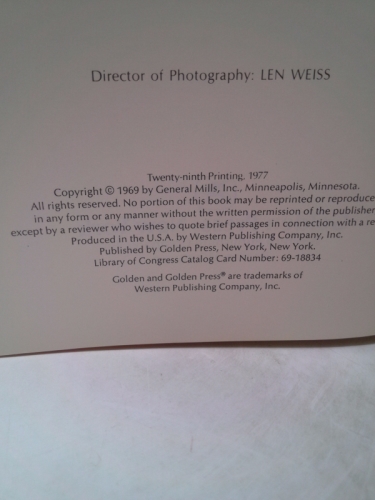 Director of Photography: LEN WEISS
Twenty-ninth Printing, 1977
Copyright © 1969 by General Mills, Inc., Minneapolis, Minnesota.
All rights reserved. No portion of this book may be reprinted or reproduce
in any form or any manner without the written permission of the publisher
except by a reviewer who wishes to quote brief passages in connection with a re
Produced in the U.S.A. by Western Publishing Company, Inc.
Published by Golden Press, New York, New York.
Library of Congress Catalog Card Number: 69-18834
Golden and Golden Press® are trademarks of
Western Publishing Company, Inc.